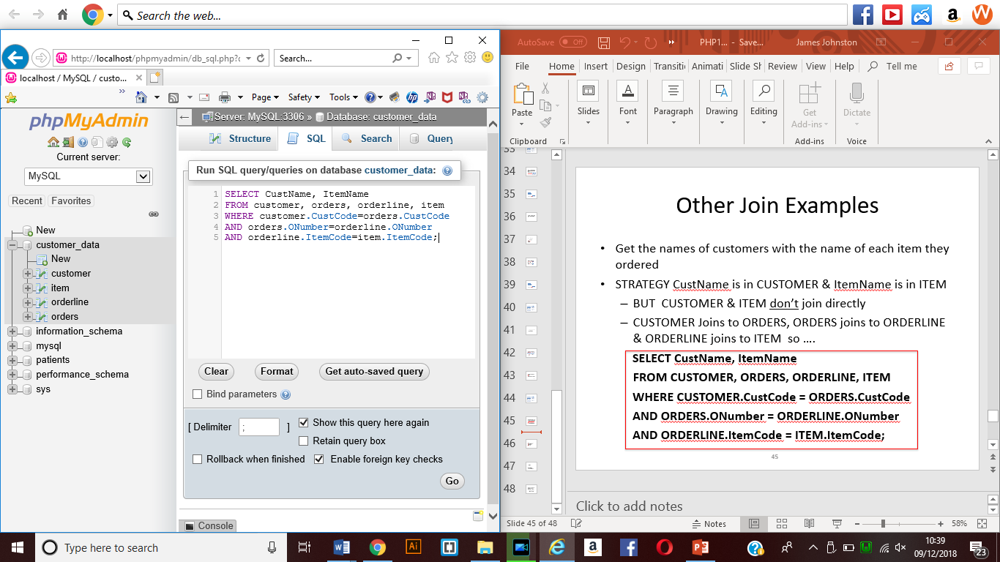 Search the web...
http://localhost/phpmyadmin/db_sql.php?c
Search...
localhost / MySQL / custo...
Page
Safety
Tools
phpMyAdmin
Current server:
MySQL
Recent
Favorites
New
customer_data
New
customer
item
orderline
orders
information_schema
mysql
patients
performance_schema
sys
Server: MySQL:3306 » Database: customer_data
Structure
SQL
Search
Query
Run SQL query/queries on database customer_data:
1 SELECT CustName, ItemName
2 FROM customer, orders, orderline, item
3 WHERE customer.CustCode=orders.CustCode
4 AND orders.ONumber=orderline.ONumber
5 AND orderline.ItemCode=item.ItemCode;
Clear
Format
Get auto-saved query
Bind parameters
[ Delimiter ; ]
Show this query here again
Retain query box
Rollback when finished
Enable foreign key checks
Go
Console
AutoSave Off
PHP1... - Save...
James Johnston
File
Home
Insert
Design
Transiti
Animati
Slide Sh
Review
View
Help
Tell me
Paste
Slides
Font
Paragraph
Drawing
Editing
Get
Add-ins
Dictate
Clipboard
Add-ins
Voice
33
34
35
36
37
38
39
40
41
42
43
44
45
46
47
48
Other Join Examples
• Get the names of customers with the name of each item they
ordered
• STRATEGY CustName is in CUSTOMER & ItemName is in ITEM
– BUT CUSTOMER & ITEM don't join directly
– CUSTOMER Joins to ORDERS, ORDERS joins to ORDERLINE
& ORDERLINE joins to ITEM so ....
SELECT CustName, ItemName
FROM CUSTOMER, ORDERS, ORDERLINE, ITEM
WHERE CUSTOMER.CustCode = ORDERS.CustCode
AND ORDERS.ONumber = ORDERLINE.ONumber
AND ORDERLINE.ItemCode = ITEM.ItemCode;
45
Click to add notes
Slide 45 of 48
Notes
58%
Type here to search
10:39
09/12/2018
23